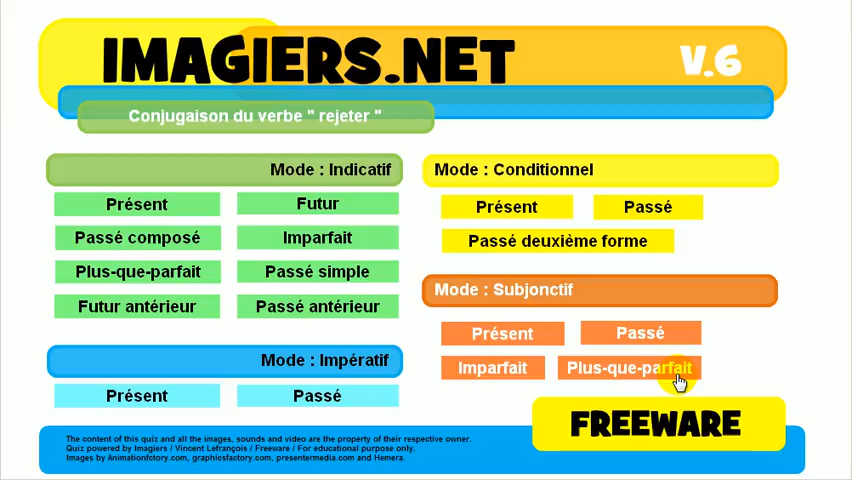 IMAGIERS.NET
V.6
Conjugaison du verbe " rejeter "
Mode : Indicatif
Présent
Futur
Passé composé
Imparfait
Plus-que-parfait
Passé simple
Futur antérieur
Passé antérieur
Mode : Impératif
Présent
Passé
Mode : Conditionnel
Présent
Passé
Passé deuxième forme
Mode : Subjonctif
Présent
Passé
Imparfait
Plus-que-parfait
FREEWARE
The content of this quiz and all the images, sounds and video are the property of their respective owner.
Quiz powered by Imagiers / Vincent Lefrançois / Freeware / For educational purpose only.
Images by Animationfctory.com, graphicsfactory.com, presentermedia.com and Hemera.